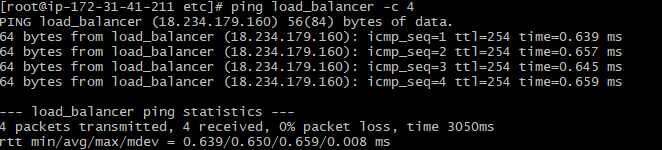 [root@ip-172-31-41-211 etc]# ping load_balancer -c 4
PING load_balancer (18.234.179.160) 56(84) bytes of data.
64 bytes from load_balancer (18.234.179.160): icmp_seq=1 ttl=254 time=0.639 ms
64 bytes from load_balancer (18.234.179.160): icmp_seq=2 ttl=254 time=0.657 ms
64 bytes from load_balancer (18.234.179.160): icmp_seq=3 ttl=254 time=0.645 ms
64 bytes from load_balancer (18.234.179.160): icmp_seq=4 ttl=254 time=0.659 ms
--- load_balancer ping statistics ---
4 packets transmitted, 4 received, 0% packet loss, time 3050ms
rtt min/avg/max/mdev = 0.639/0.650/0.659/0.008 ms